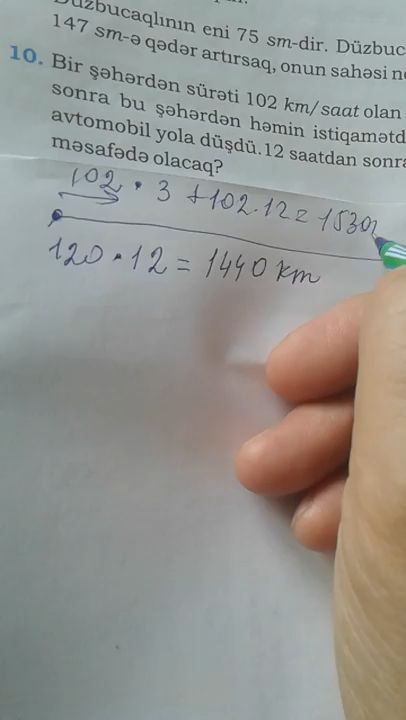 Düzbucaqlının eni 75 sm-dir. Düzbuc
147 sm-ə qədər artırsaq, onun sahəsi n
10. Bir şəhərdən sürəti 102 km/saat olan
sonra bu şəhərdən həmin istiqamətd
avtomobil yola düşdü.12 saatdan sonra
məsafədə olacaq?
102 • 3 + 102.12 = 1530
120 • 12 = 1440 km